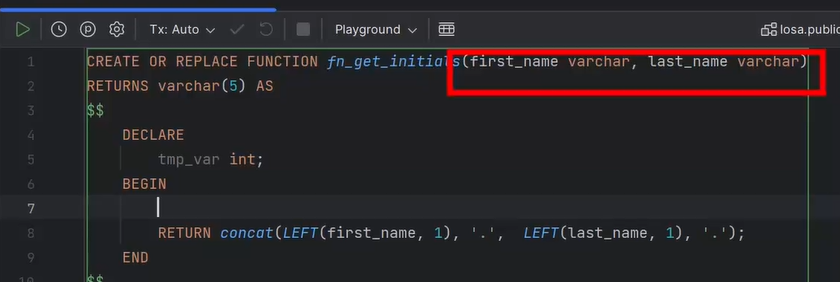 Tx: Auto Playground losa.public
1 CREATE OR REPLACE FUNCTION fn_get_initials(first_name varchar, last_name varchar)
2 RETURNS varchar(5) AS
3 $$
4 DECLARE
5 tmp_var int;
6 BEGIN
7
8 RETURN concat(LEFT(first_name, 1), '.', LEFT(last_name, 1), '.');
9 END
10 $$